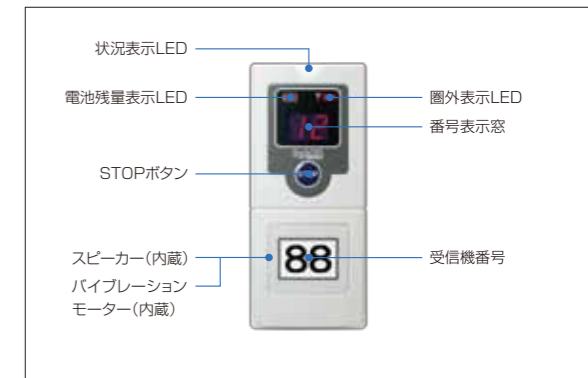 状況表示LED
電池残量表示LED
圏外表示LED
12
番号表示窓
STOPボタン
スピーカー(内蔵)
88
受信機番号
バイブレーション
モーター(内蔵)